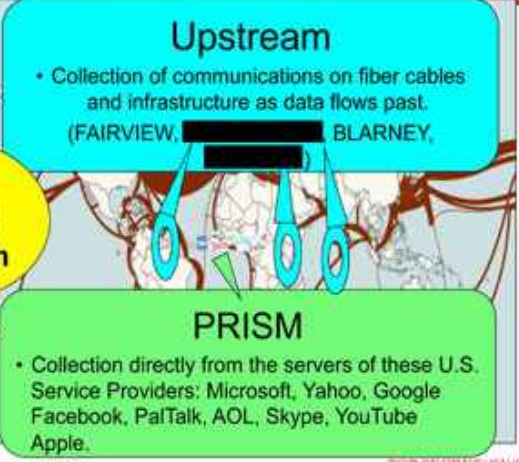 Upstream
• Collection of communications on fiber cables
and infrastructure as data flows past.
(FAIRVIEW, , BLARNEY,
)
n
PRISM
• Collection directly from the servers of these U.S.
Service Providers: Microsoft, Yahoo, Google
Facebook, PalTalk, AOL, Skype, YouTube
Apple.